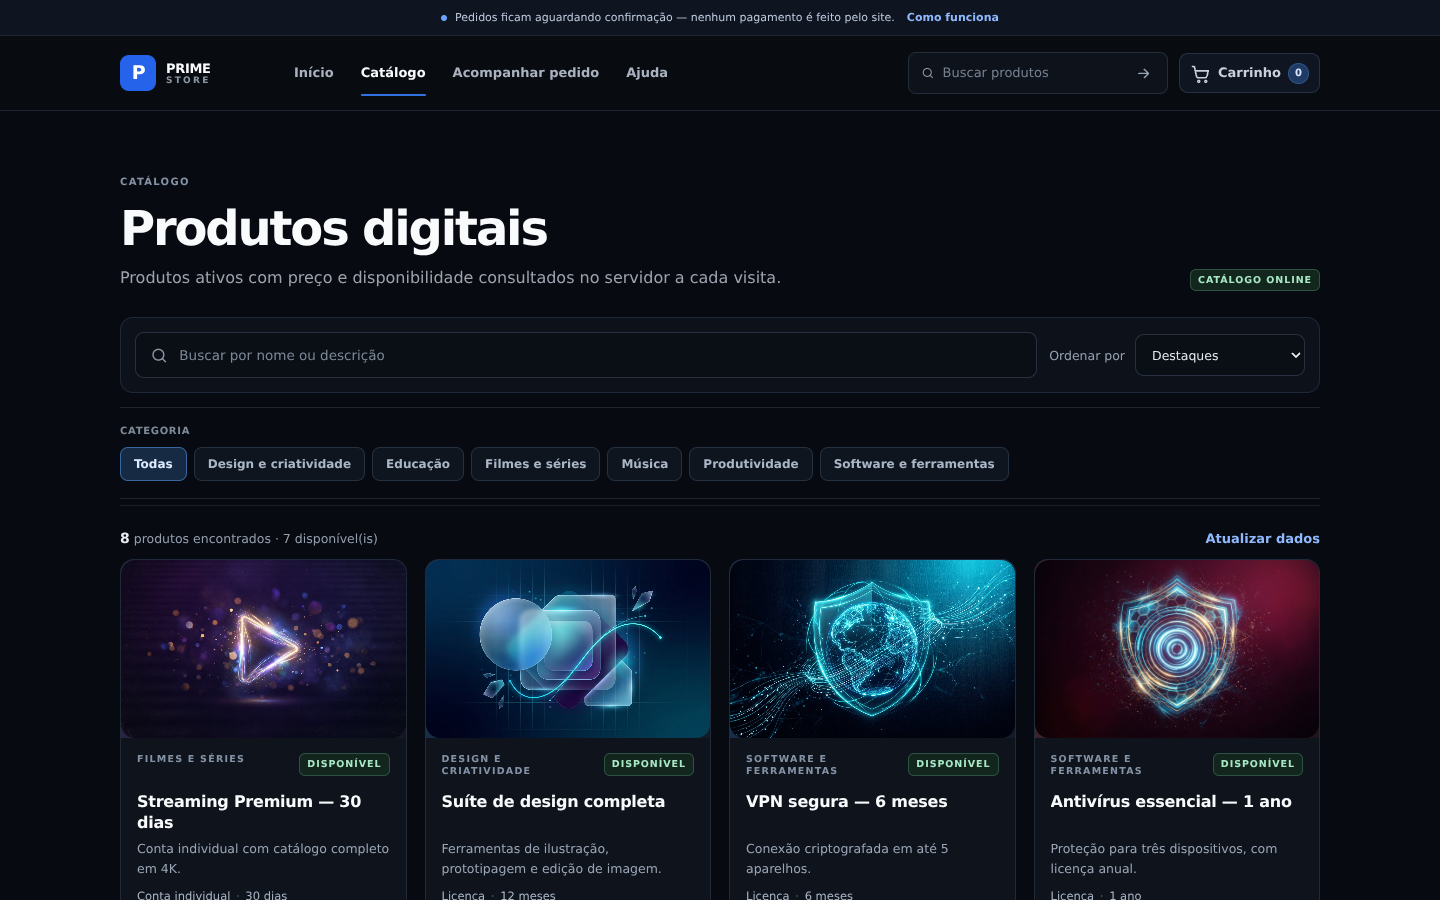 Pedidos ficam aguardando confirmação — nenhum pagamento é feito pelo site. Como funciona
P PRIME
STORE
Início Catálogo Acompanhar pedido Ajuda
Buscar produtos
Carrinho 0
CATÁLOGO
Produtos digitais
Produtos ativos com preço e disponibilidade consultados no servidor a cada visita.
CATÁLOGO ONLINE
Buscar por nome ou descrição
Ordenar por Destaques
CATEGORIA
Todas Design e criatividade Educação Filmes e séries Música Produtividade Software e ferramentas
8 produtos encontrados · 7 disponível(is)
Atualizar dados
FILMES E SÉRIES
DISPONÍVEL
Streaming Premium — 30
dias
Conta individual com catálogo completo
em 4K.
Conta individual · 30 dias
DESIGN E
CRIATIVIDADE
DISPONÍVEL
Suíte de design completa
Ferramentas de ilustração,
prototipagem e edição de imagem.
Licença · 12 meses
SOFTWARE E
FERRAMENTAS
DISPONÍVEL
VPN segura — 6 meses
Conexão criptografada em até 5
aparelhos.
Licença · 6 meses
SOFTWARE E
FERRAMENTAS
DISPONÍVEL
Antivírus essencial — 1 ano
Proteção para três dispositivos, com
licença anual.
Licença · 1 ano